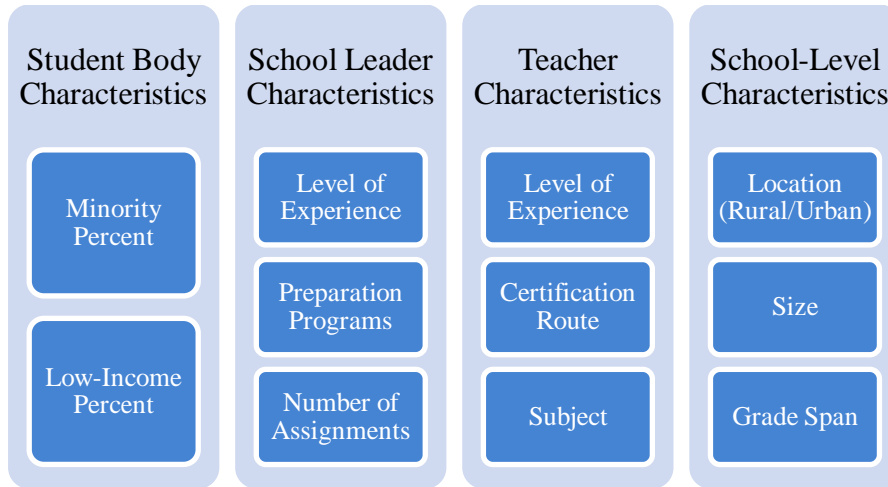 Student Body
Characteristics
Minority
Percent
Low-Income
Percent
School Leader
Characteristics
Level of
Experience
Preparation
Programs
Number of
Assignments
Teacher
Characteristics
Level of
Experience
Certification
Route
Subject
School-Level
Characteristics
Location
(Rural/Urban)
Size
Grade Span